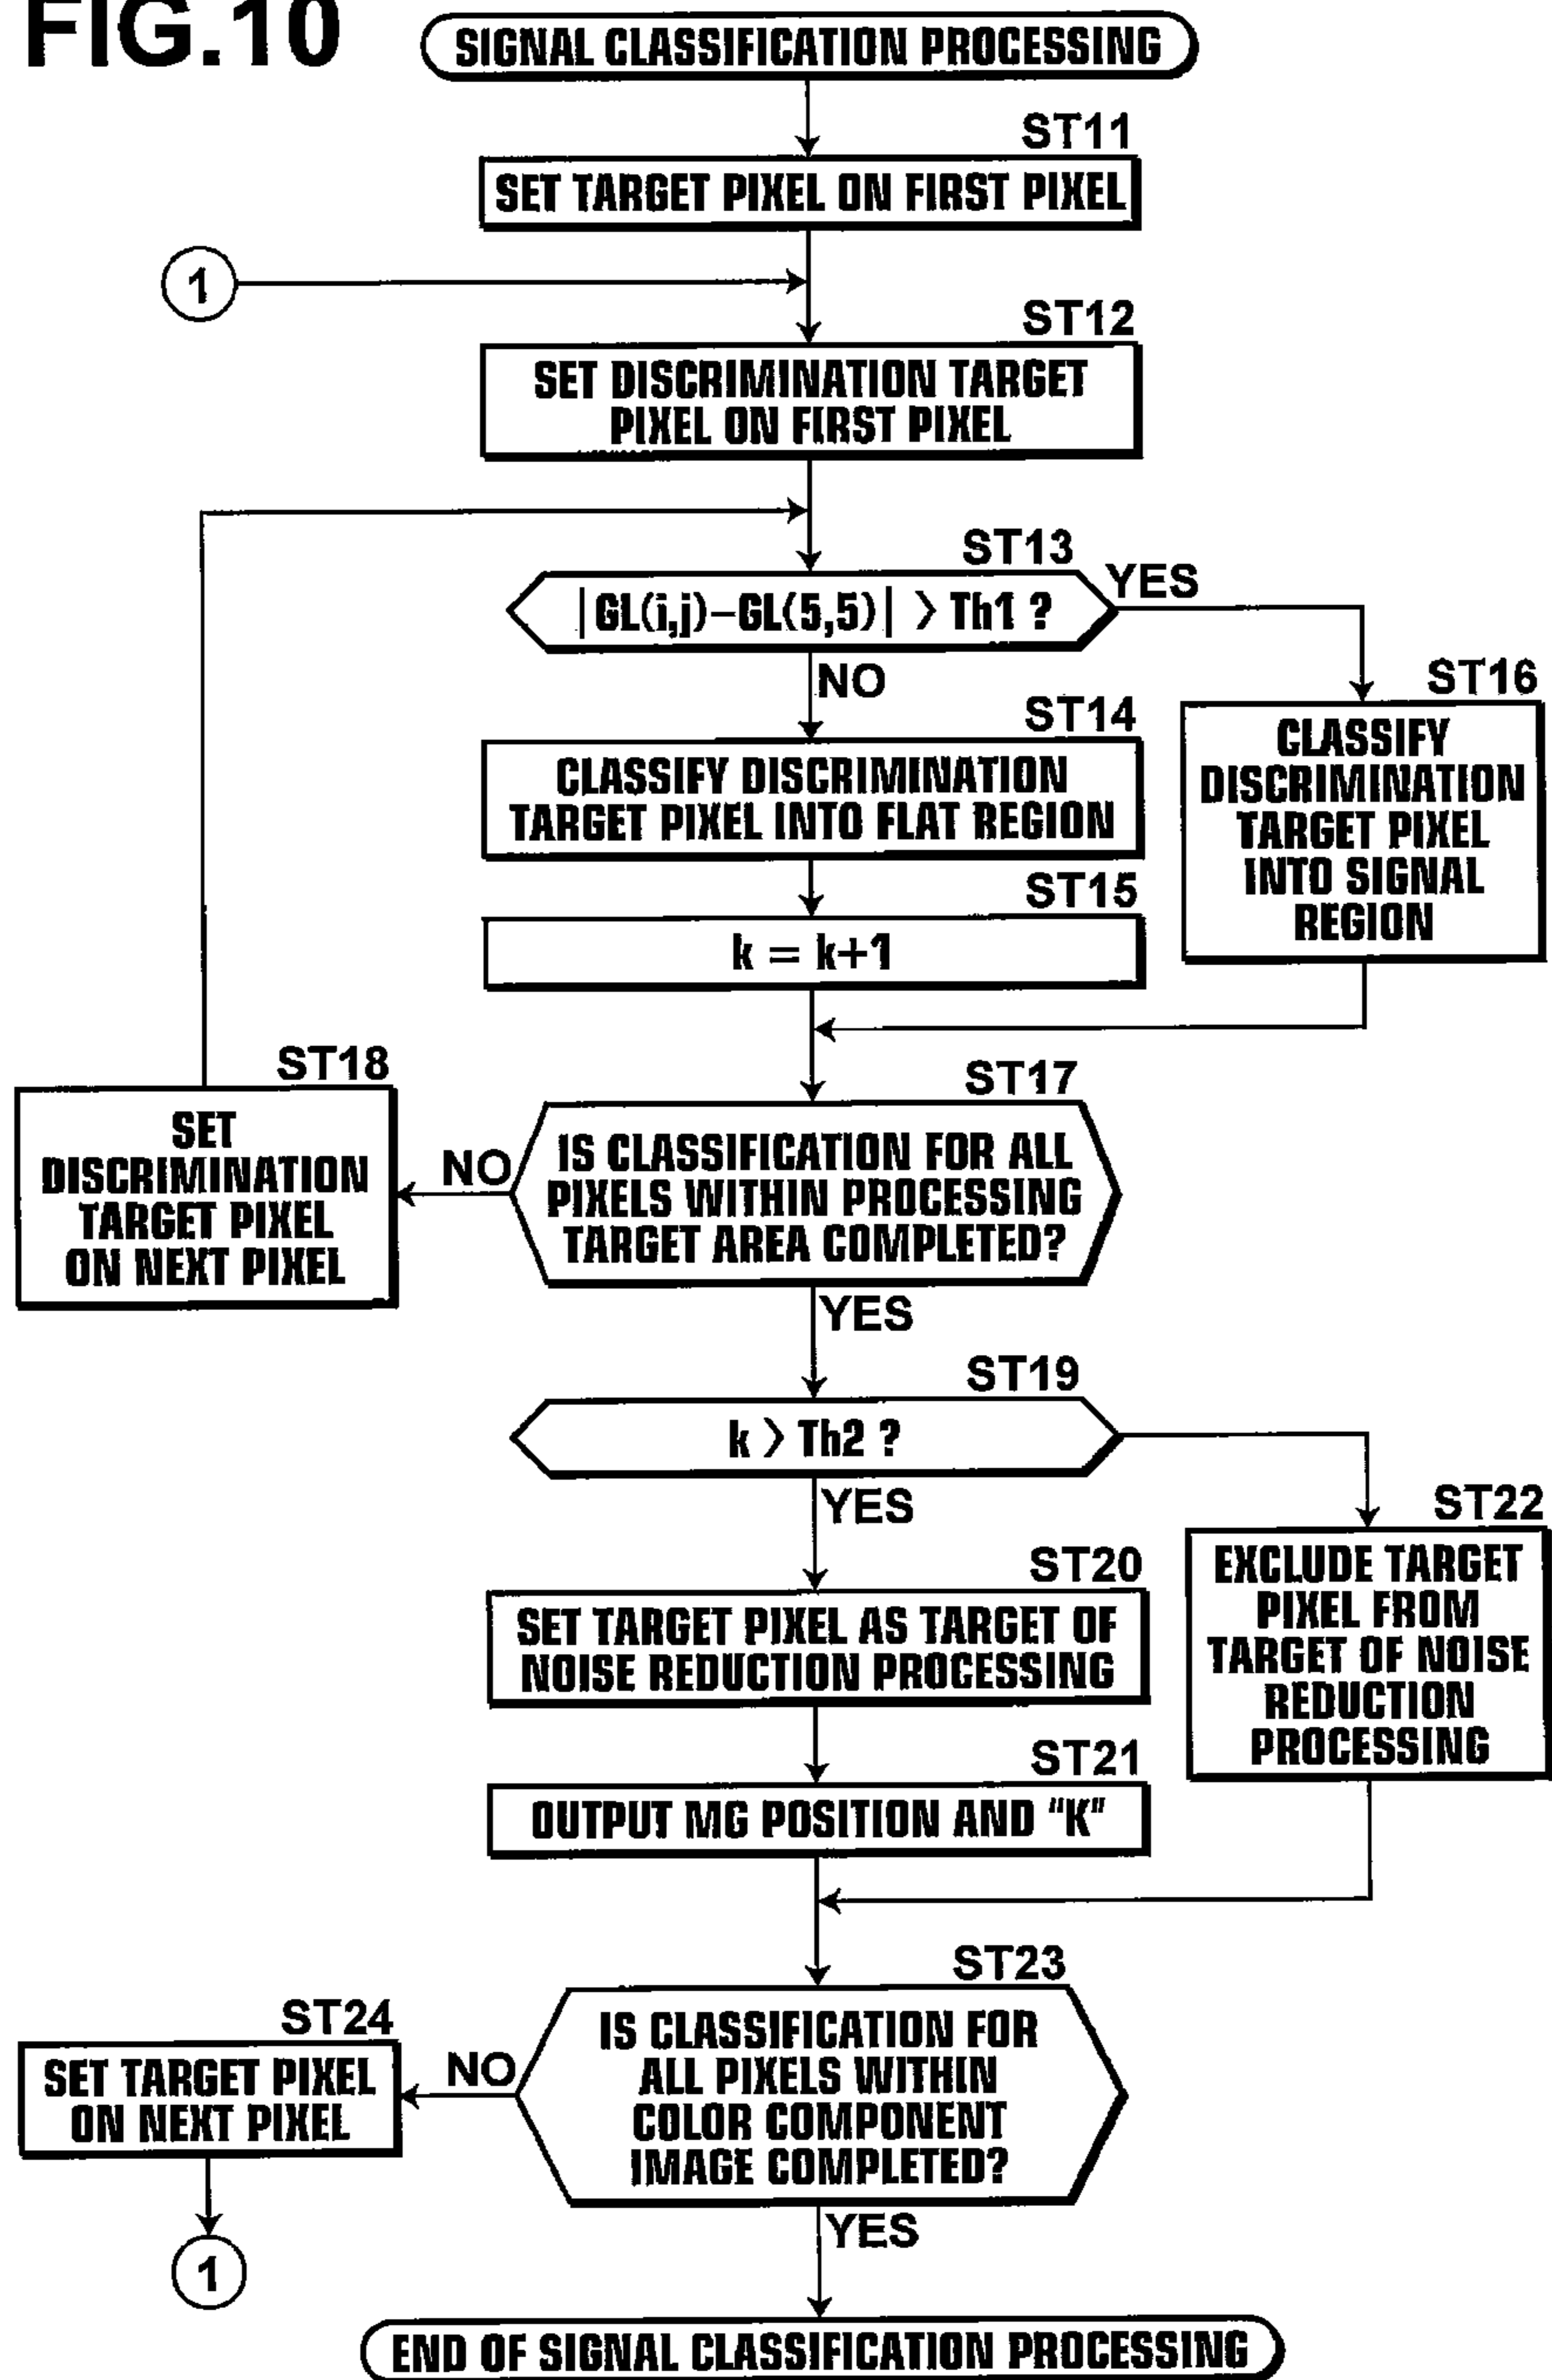 FIG.10
SIGNAL CLASSIFICATION PROCESSING
ST11
SET TARGET PIXEL ON FIRST PIXEL
1
ST12
SET DISCRIMINATION TARGET
PIXEL ON FIRST PIXEL
ST13
|GL(i,j)-GL(5,5)| > Th1 ?
YES
NO
ST14
CLASSIFY DISCRIMINATION
TARGET PIXEL INTO FLAT REGION
ST16
CLASSIFY
DISCRIMINATION
TARGET PIXEL
INTO SIGNAL
REGION
ST15
k = k+1
ST17
IS CLASSIFICATION FOR ALL
PIXELS WITHIN PROCESSING
TARGET AREA COMPLETED?
NO
ST18
SET
DISCRIMINATION
TARGET PIXEL
ON NEXT PIXEL
YES
ST19
k > Th2 ?
YES
ST20
SET TARGET PIXEL AS TARGET OF
NOISE REDUCTION PROCESSING
ST22
EXCLUDE TARGET
PIXEL FROM
TARGET OF NOISE
REDUCTION
PROCESSING
ST21
OUTPUT MG POSITION AND "K"
ST23
IS CLASSIFICATION FOR
ALL PIXELS WITHIN
COLOR COMPONENT
IMAGE COMPLETED?
NO
ST24
SET TARGET PIXEL
ON NEXT PIXEL
1
YES
END OF SIGNAL CLASSIFICATION PROCESSING